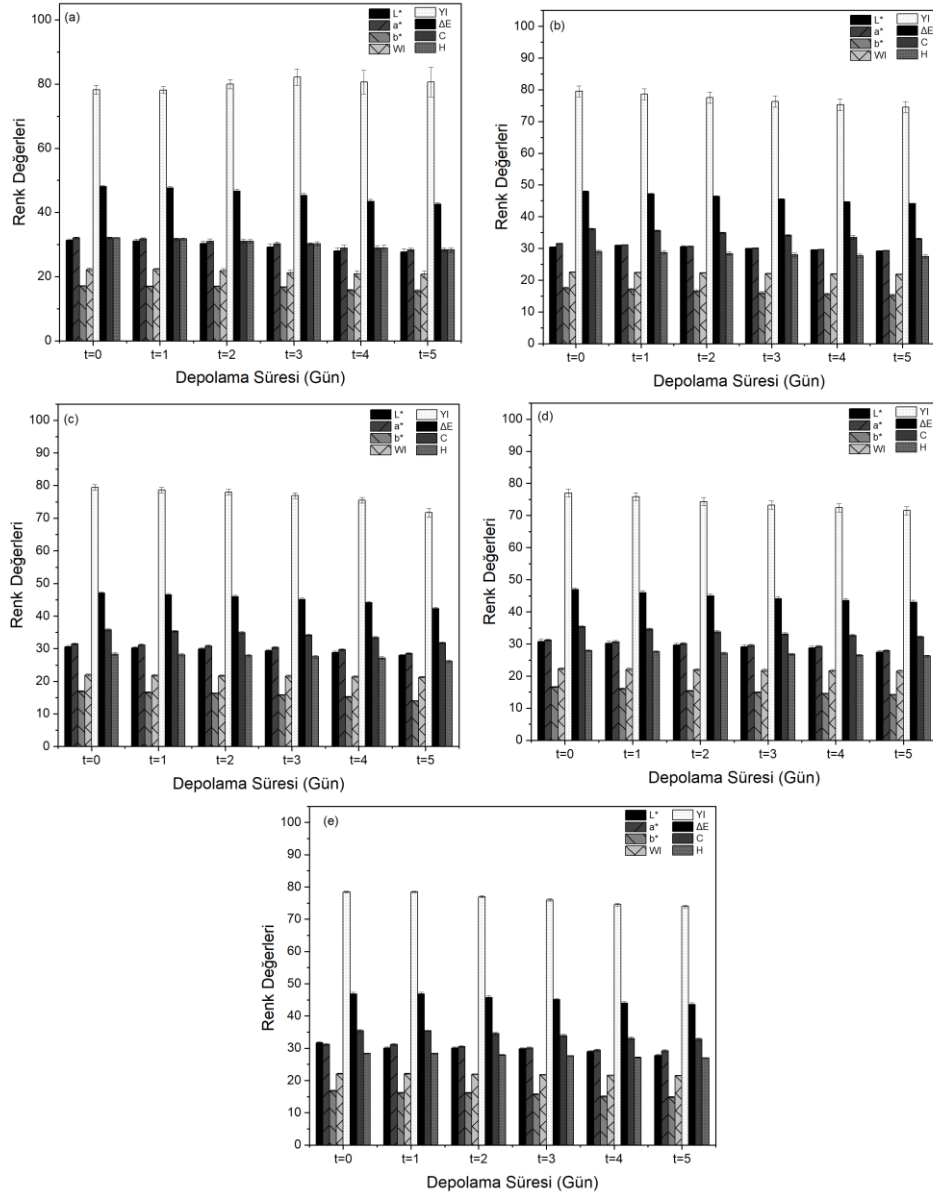 (a)
L* YI
a* ΔE
b* C
WI H
100
80
60
40
20
0
Renk Değerleri
t=0 t=1 t=2 t=3 t=4 t=5
Depolama Süresi (Gün)
(b)
L* YI
a* ΔE
b* C
WI H
100
90
80
70
60
50
40
30
20
10
0
Renk Değerleri
t=0 t=1 t=2 t=3 t=4 t=5
Depolama Süresi (Gün)
(c)
L* YI
a* ΔE
b* C
WI H
100
90
80
70
60
50
40
30
20
10
0
Renk Değerleri
t=0 t=1 t=2 t=3 t=4 t=5
Depolama Süresi (Gün)
(d)
L* YI
a* ΔE
b* C
WI H
100
90
80
70
60
50
40
30
20
10
0
Renk Değerleri
t=0 t=1 t=2 t=3 t=4 t=5
Depolama Süresi (Gün)
(e)
L* YI
a* ΔE
b* C
WI H
100
90
80
70
60
50
40
30
20
10
0
Renk Değerleri
t=0 t=1 t=2 t=3 t=4 t=5
Depolama Süresi (Gün)